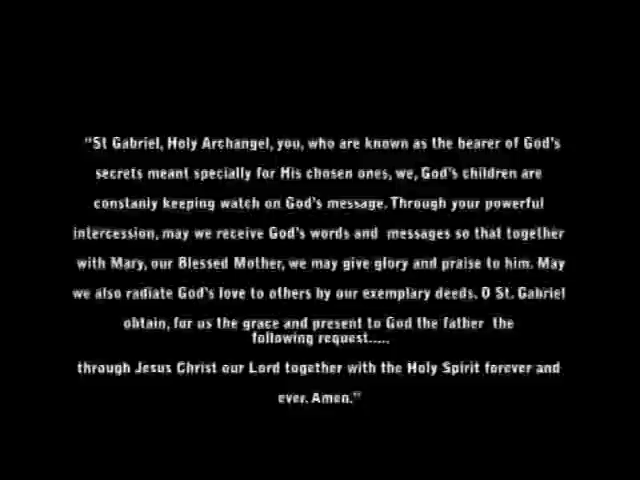 "St Gabriel, Holy Archangel, you, who are known as the bearer of God's
secrets meant specially for His chosen ones, we, God's children are
constanly keeping watch on God's message. Through your powerful
intercession, may we receive God's words and messages so that together
with Mary, our Blessed Mother, we may give glory and praise to him. May
we also radiate God's love to others by our exemplary deeds. O St. Gabriel
obtain, for us the grace and present to God the father the
following request.....
through Jesus Christ our Lord together with the Holy Spirit forever and
ever. Amen."